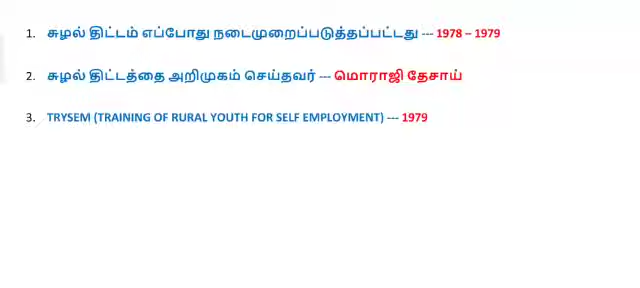 1. சுழல் திட்டம் எப்போது நடைமுறைப்படுத்தப்பட்டது --- 1978 – 1979
2. சுழல் திட்டத்தை அறிமுகம் செய்தவர் --- மொராஜி தேசாய்
3. TRYSEM (TRAINING OF RURAL YOUTH FOR SELF EMPLOYMENT) --- 1979